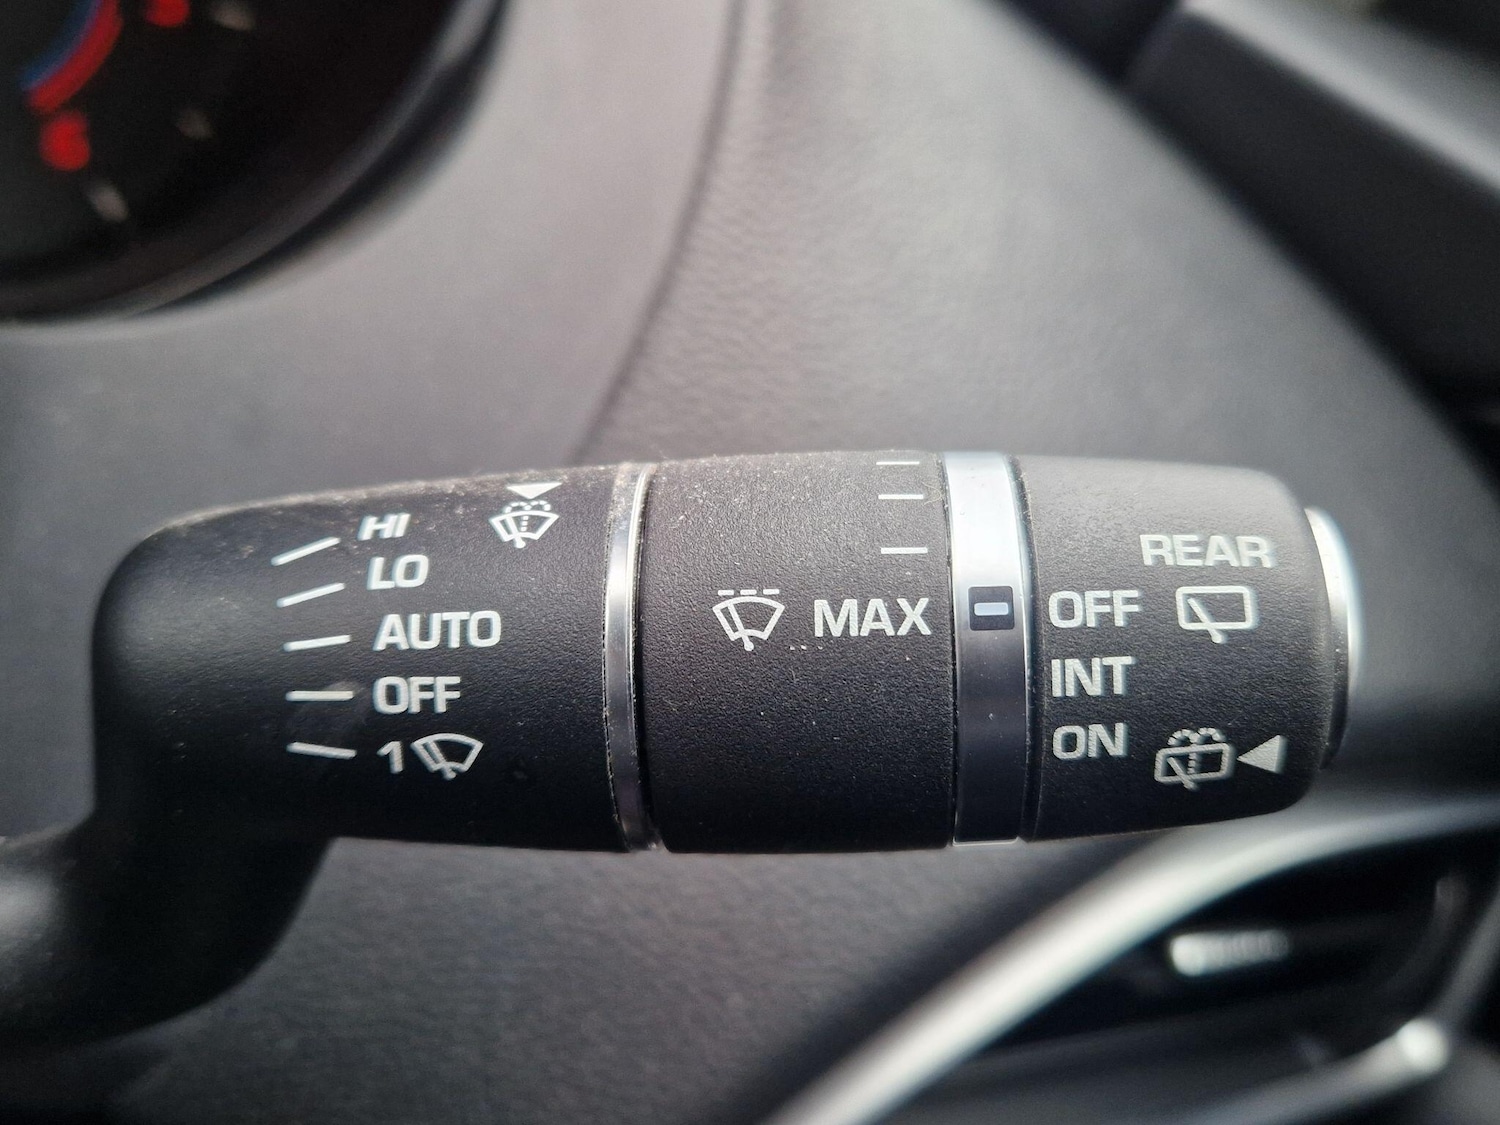 HI
LO
AUTO
OFF
1
MAX
REAR
OFF
INT
ON